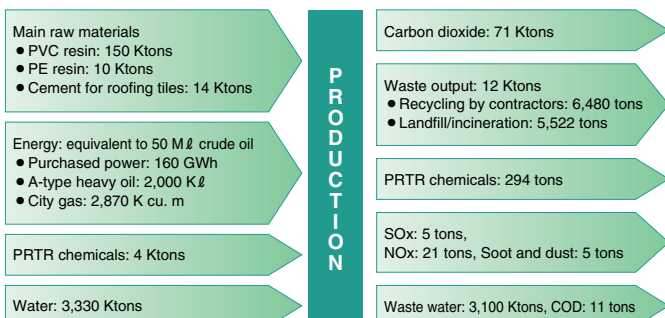 Main raw materials
● PVC resin: 150 Ktons
● PE resin: 10 Ktons
● Cement for roofing tiles: 14 Ktons
Energy: equivalent to 50 Mℓ crude oil
● Purchased power: 160 GWh
● A-type heavy oil: 2,000 Kℓ
● City gas: 2,870 K cu. m
PRTR chemicals: 4 Ktons
Water: 3,330 Ktons
PRODUCTION
Carbon dioxide: 71 Ktons
Waste output: 12 Ktons
● Recycling by contractors: 6,480 tons
● Landfill/incineration: 5,522 tons
PRTR chemicals: 294 tons
SOx: 5 tons,
NOx: 21 tons, Soot and dust: 5 tons
Waste water: 3,100 Ktons, COD: 11 tons